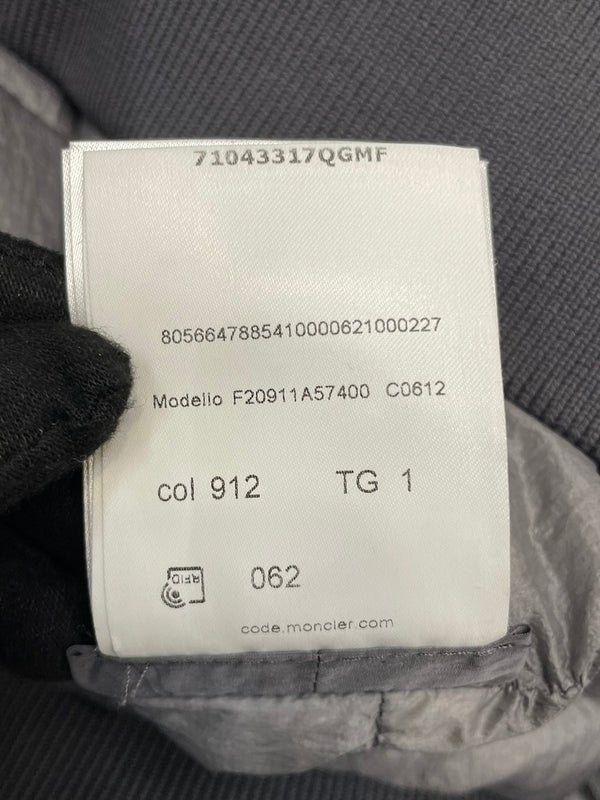 71043317QGMF
8056647885410000621000227
Modello F20911A57400 C0612
col 912 TG 1
RFID 062
code.moncler.com